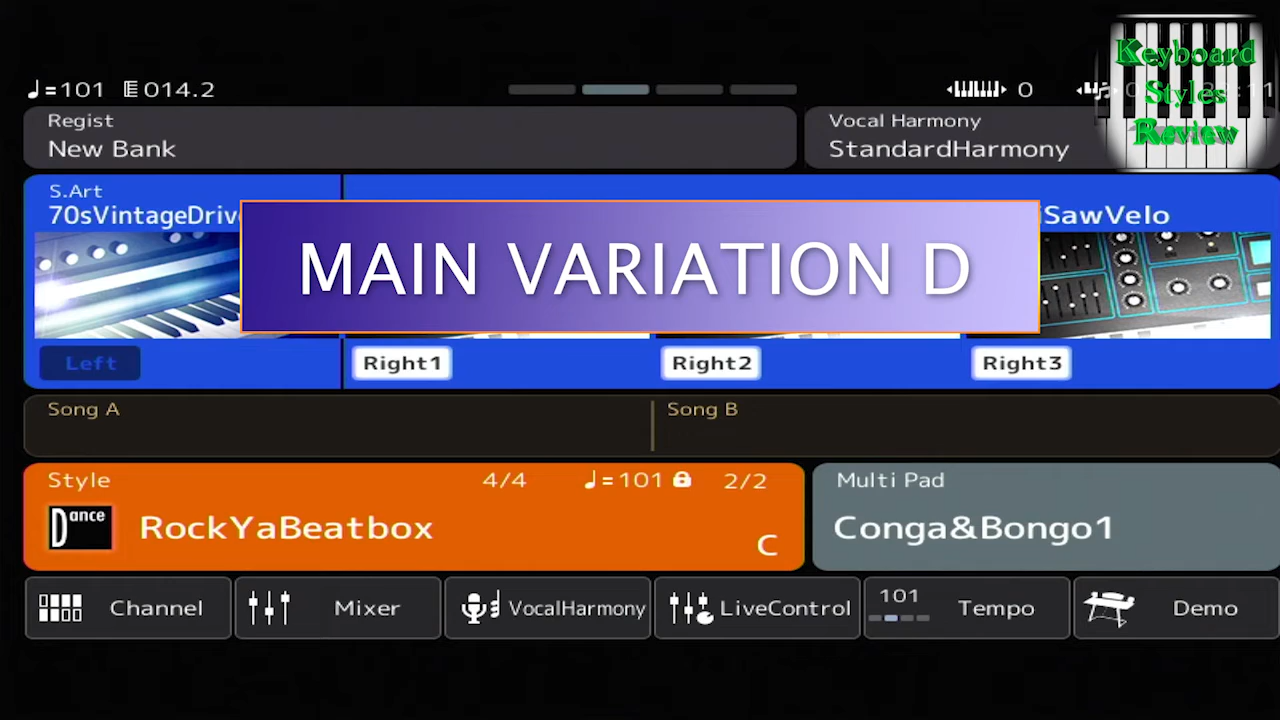 =101 014.2
0
Keyboard
Styles
Review
Regist
New Bank
Vocal Harmony
StandardHarmony
S.Art
70sVintageDriv
SawVelo
MAIN VARIATION D
Left
Right1
Right2
Right3
Song A
Song B
Style
4/4
=101
2/2
Dance
RockYaBeatbox
C
Multi Pad
Conga&Bongo1
Channel
Mixer
VocalHarmony
LiveControl
101
Tempo
Demo